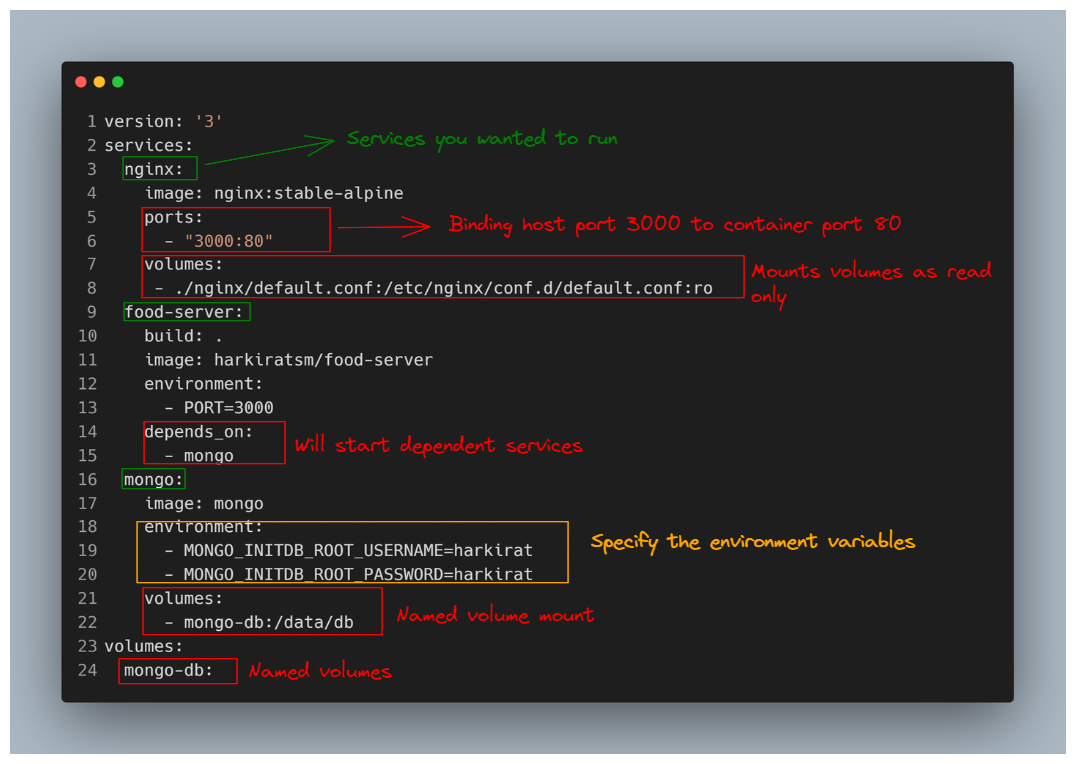 1 version: '3'
Services you wanted to run
2 services:
3 nginx:
4 image: nginx:stable-alpine
5 ports:
Binding host port 3000 to container port 80
6 - "3000:80"
7 volumes:
Mounts volumes as read
only
8 - ./nginx/default.conf:/etc/nginx/conf.d/default.conf:ro
9 food-server:
10 build: .
11 image: harkiratsm/food-server
12 environment:
13 - PORT=3000
14 depends_on:
Will start dependent services
15 - mongo
16 mongo:
17 image: mongo
18 environment:
19 - MONGO_INITDB_ROOT_USERNAME=harkirat
Specify the environment variables
20 - MONGO_INITDB_ROOT_PASSWORD=harkirat
21 volumes:
Named volume mount
22 - mongo-db:/data/db
23 volumes:
24 mongo-db:
Named volumes